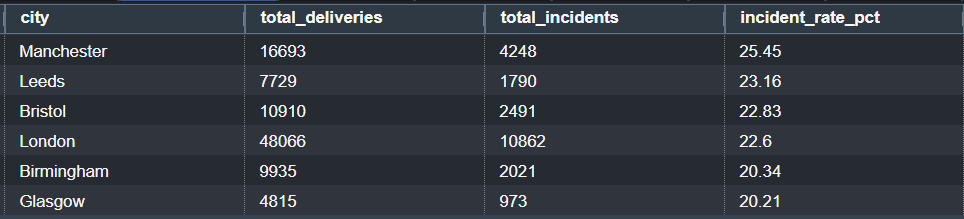 city total_deliveries total_incidents incident_rate_pct
Manchester 16693 4248 25.45
Leeds 7729 1790 23.16
Bristol 10910 2491 22.83
London 48066 10862 22.6
Birmingham 9935 2021 20.34
Glasgow 4815 973 20.21